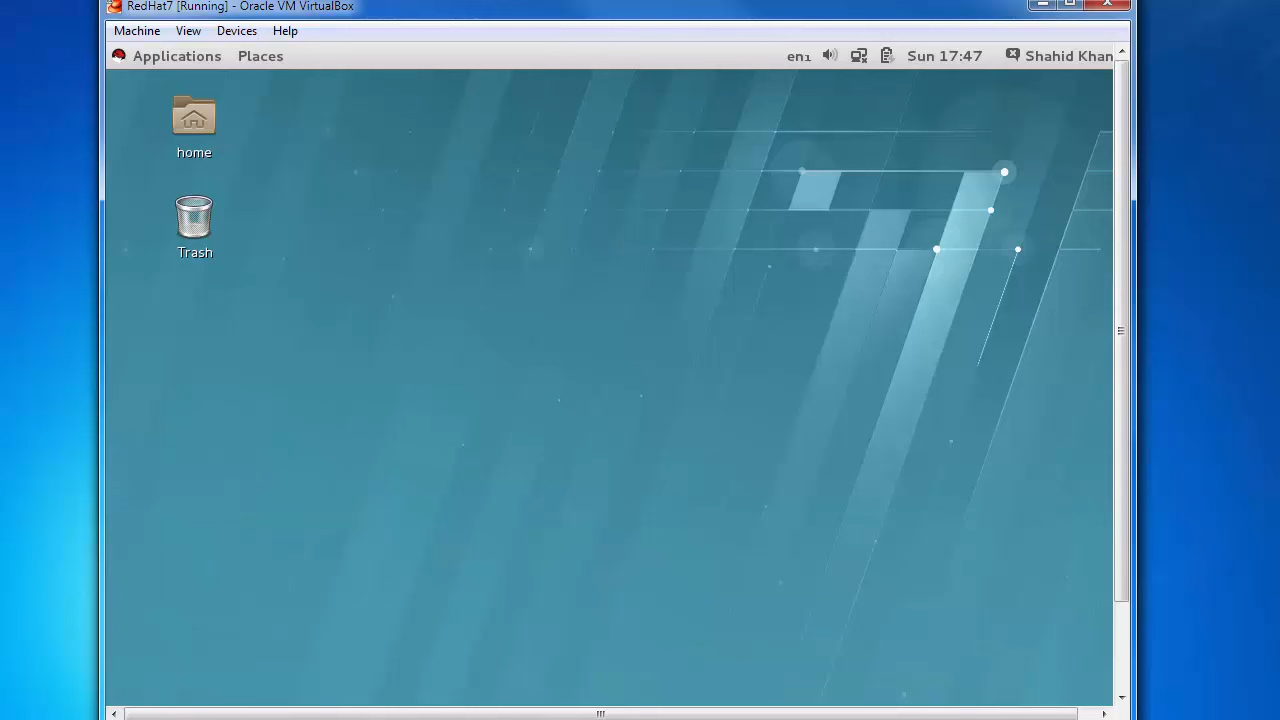 RedHat7 [Running] - Oracle VM VirtualBox
Machine View Devices Help
Applications Places en₁ Sun 17:47 Shahid Khan
home
Trash